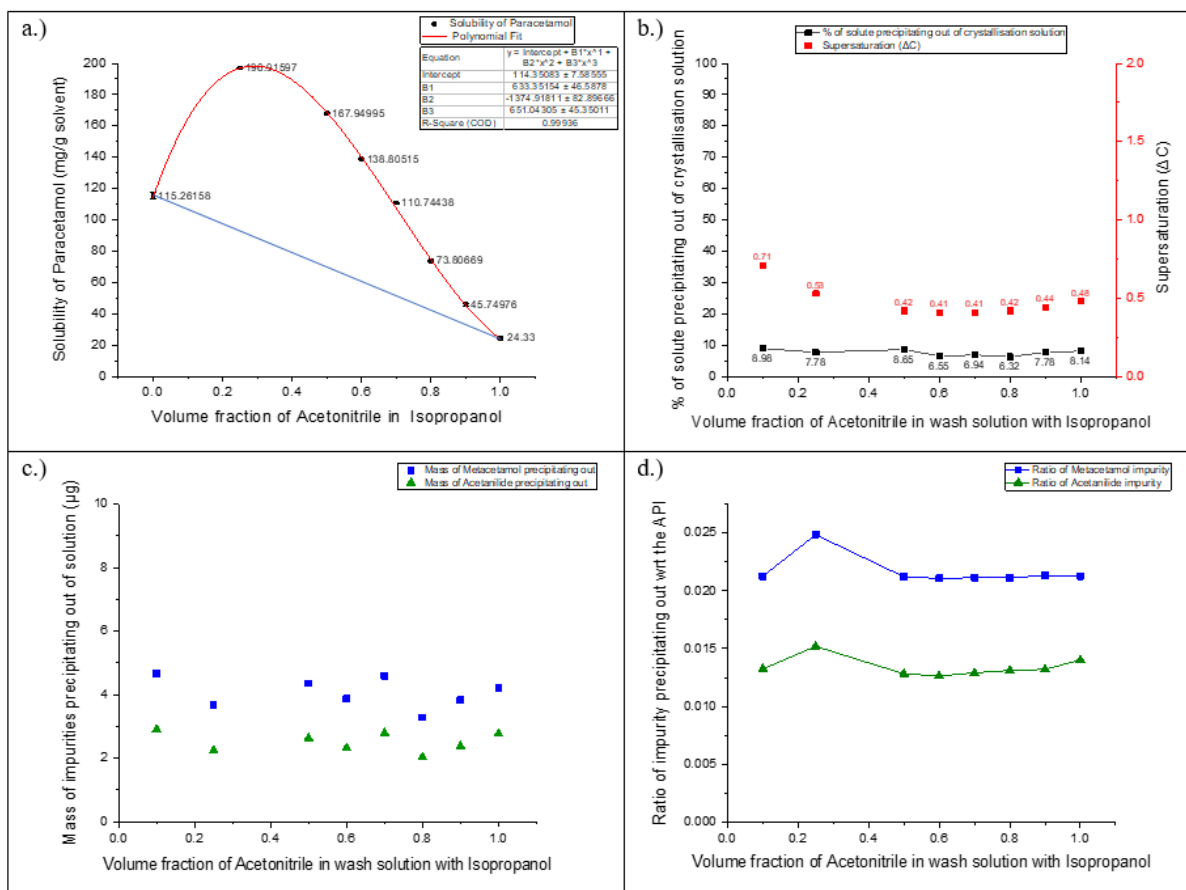 a.)
Solubility of Paracetamol
Polynomial Fit
Equation y = Intercept + B1*x^1 +
B2*x^2 + B3*x^3
Intercept 114.35083 ± 7.58555
B1 633.35154 ± 46.5878
B2 -1374.91811 ± 82.89666
B3 651.04305 ± 45.35011
R-Square (COD) 0.99936
Solubility of Paracetamol (mg/g solvent)
200
180
160
140
120
100
80
60
40
20
0
115.26158
167.94995
138.80515
110.74438
73.80669
45.74976
24.33
0.0 0.2 0.4 0.6 0.8 1.0
Volume fraction of Acetonitrile in Isopropanol
b.)
% of solute precipitating out of crystallisation solution
Supersaturation (ΔC)
% of solute precipitating out of crystallisation solution
100
90
80
70
60
50
40
30
20
10
0
0.71
0.53
0.42
0.41
0.41
0.42
0.44
0.48
8.98
7.78
8.65
6.55
6.94
6.32
7.78
8.14
2.0
1.5
1.0
0.5
0.0
Supersaturation (ΔC)
0.0 0.2 0.4 0.6 0.8 1.0
Volume fraction of Acetonitrile in wash solution with Isopropanol
c.)
Mass of Metacetamol precipitating out
Mass of Acetanilide precipitating out
Mass of impurities precipitating out of solution (µg)
10
8
6
4
2
0
0.0 0.2 0.4 0.6 0.8 1.0
Volume fraction of Acetonitrile in wash solution with Isopropanol
d.)
Ratio of Metacetamol impurity
Ratio of Acetanilide impurity
Ratio of impurity precipitating out wrt the API
0.025
0.020
0.015
0.010
0.005
0.000
0.0 0.2 0.4 0.6 0.8 1.0
Volume fraction of Acetonitrile in wash solution with Isopropanol